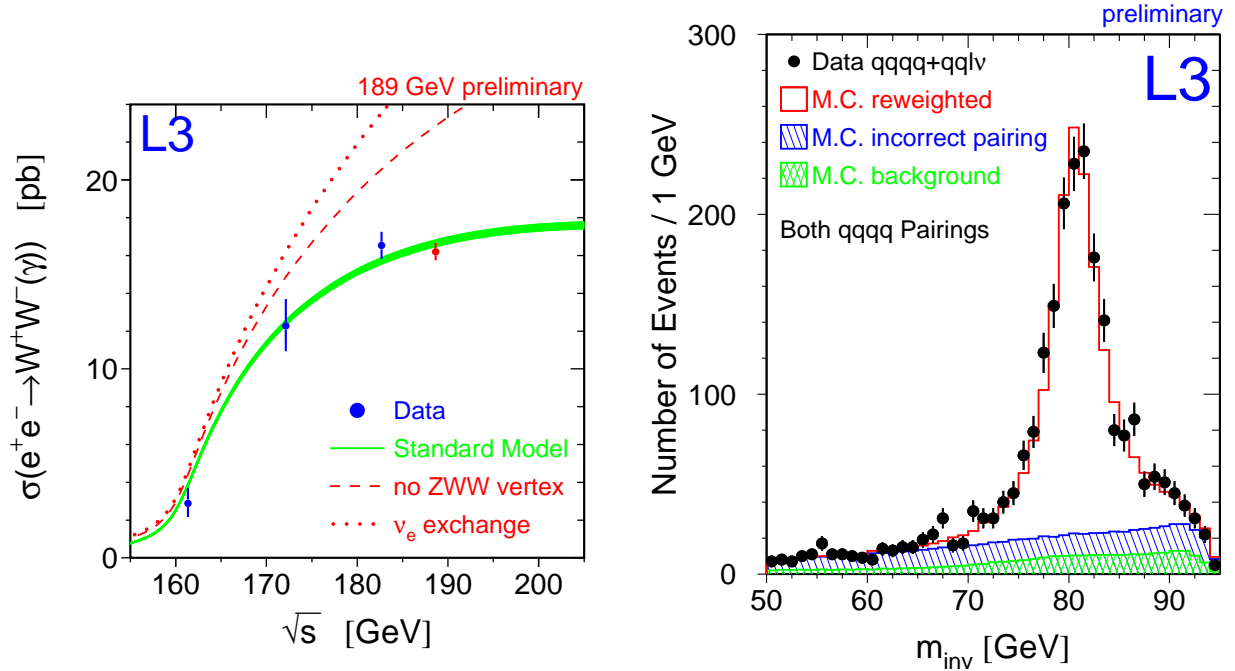 189 GeV preliminary
L3
σ(e⁺e⁻→W⁺W⁻(γ)) [pb]
20
10
0
Data
Standard Model
no ZWW vertex
νₑ exchange
160 170 180 190 200
√s [GeV]
preliminary
L3
Number of Events / 1 GeV
300
200
100
0
Data qqqq+qqlν
M.C. reweighted
M.C. incorrect pairing
M.C. background
Both qqqq Pairings
50 60 70 80 90
m_inv [GeV]